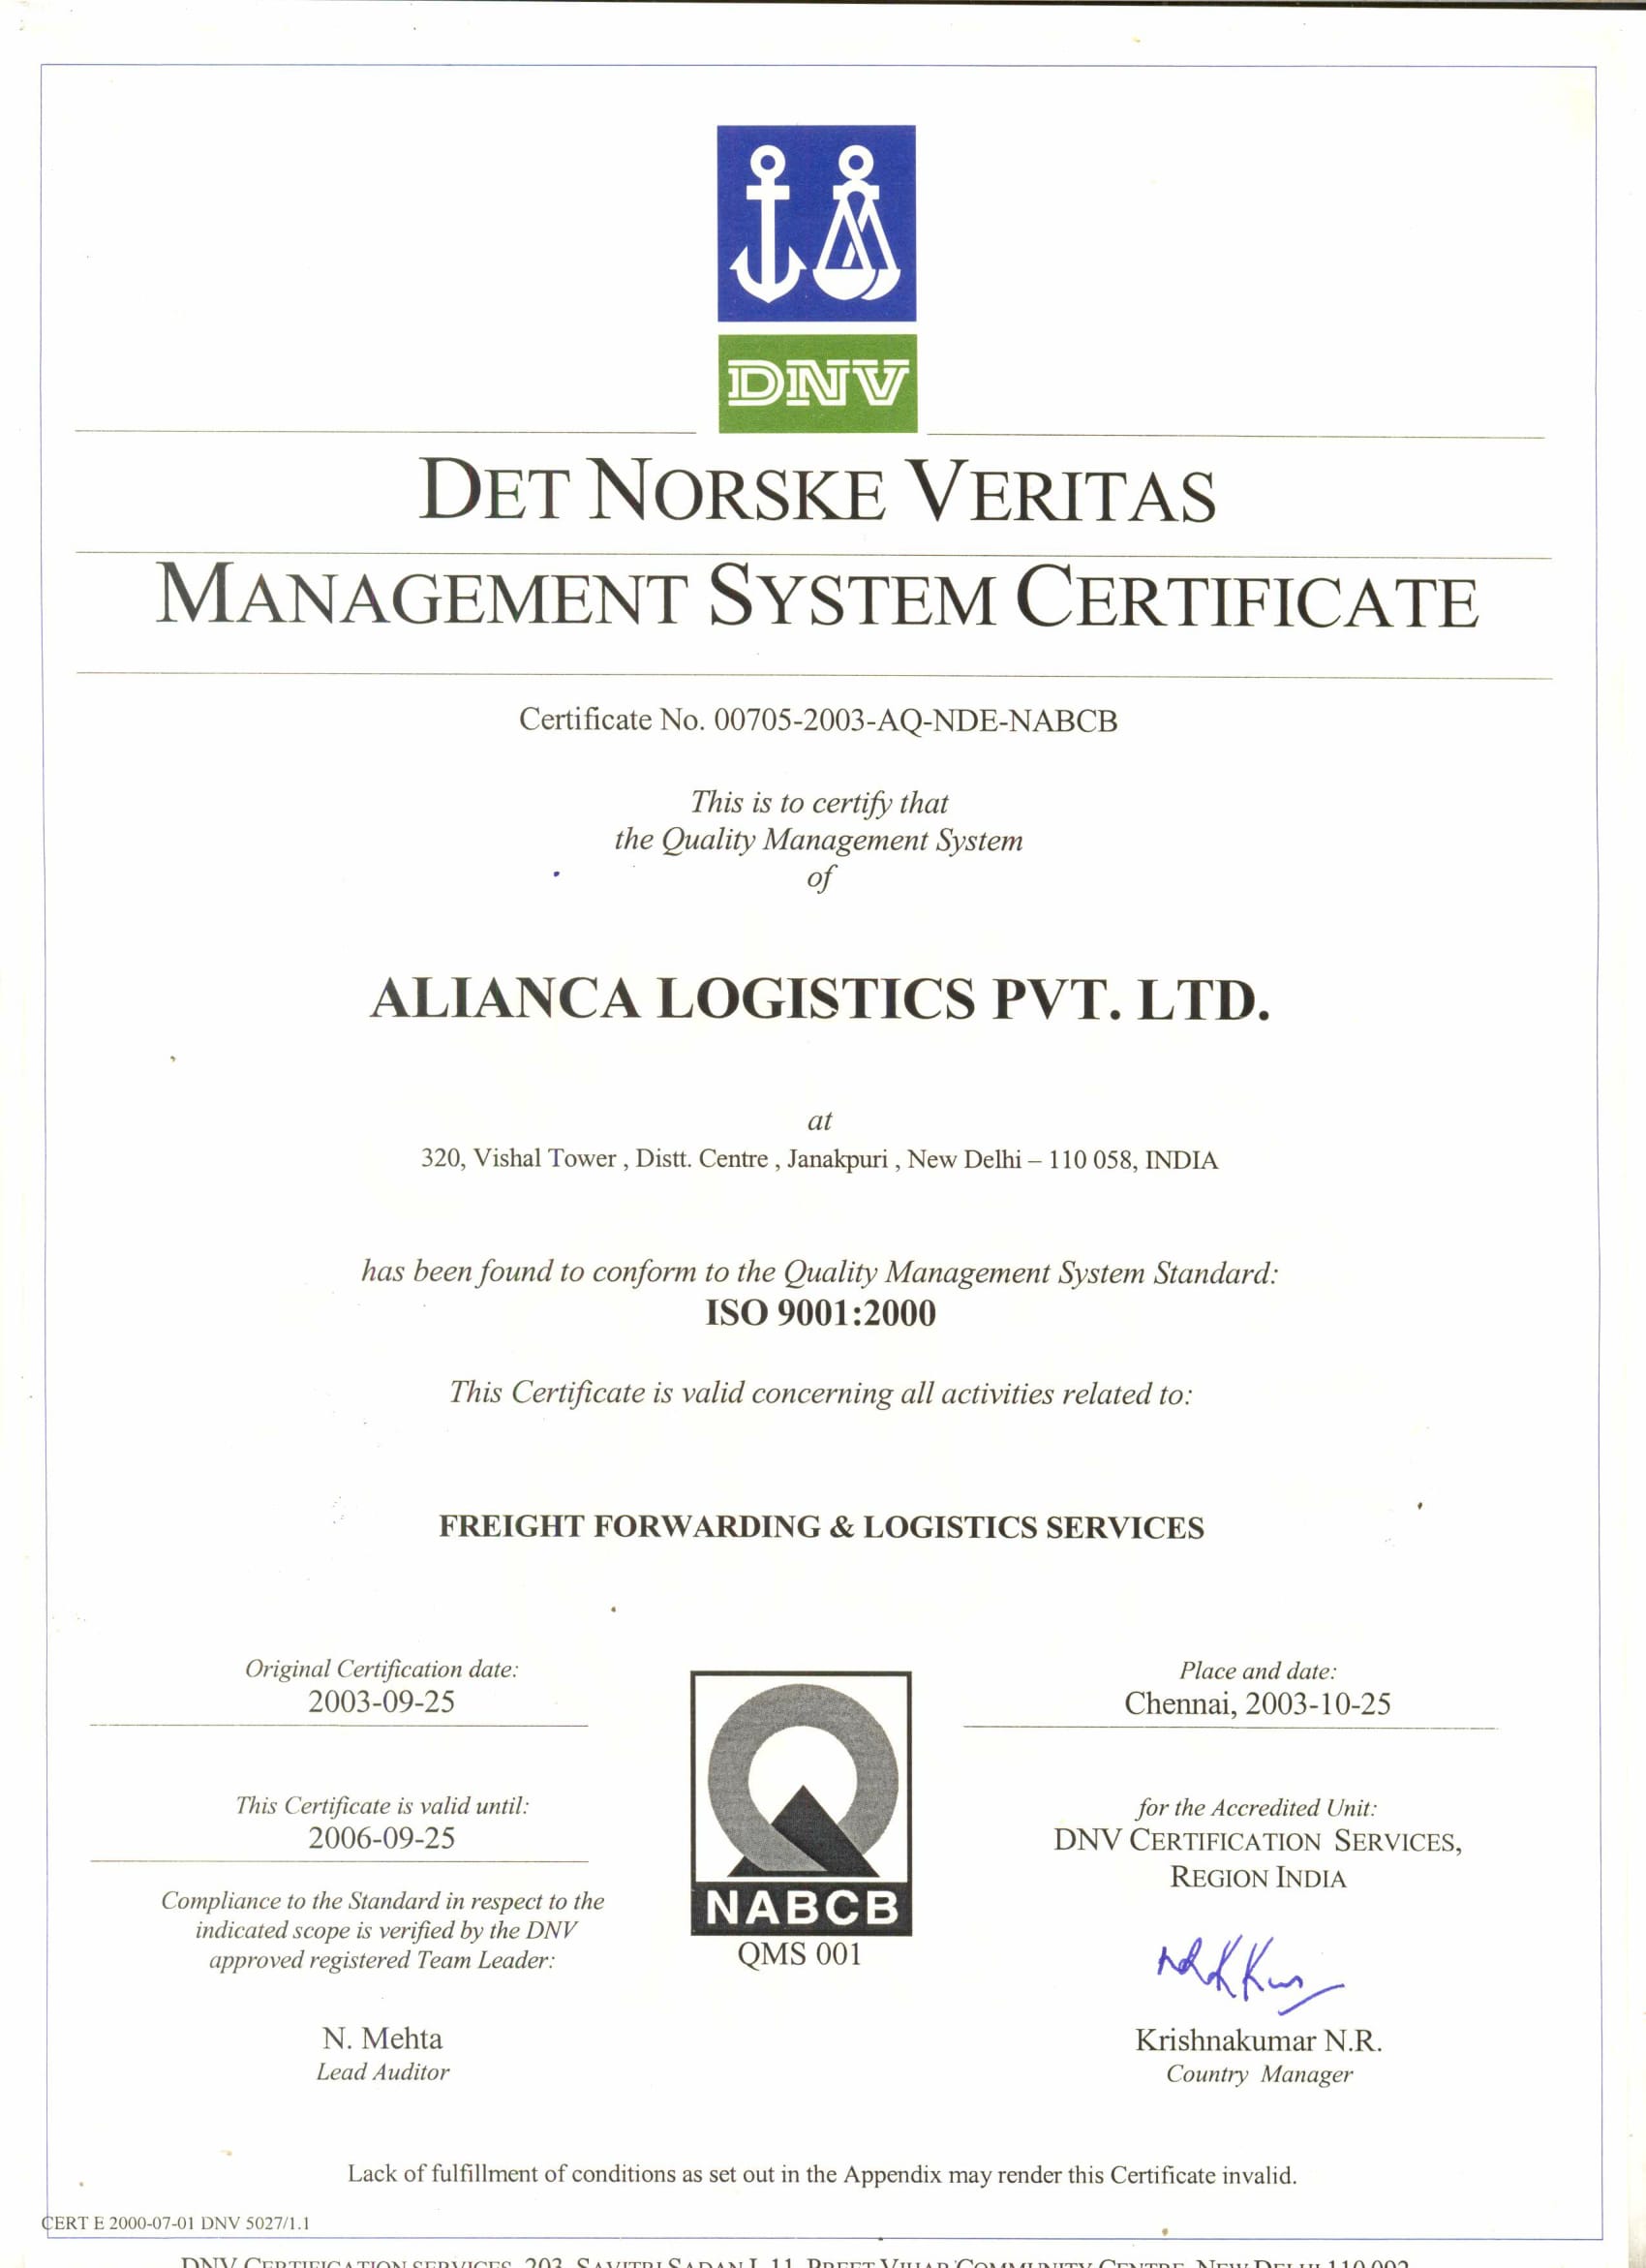 DNV
DET NORSKE VERITAS
MANAGEMENT SYSTEM CERTIFICATE
Certificate No. 00705-2003-AQ-NDE-NABCB
This is to certify that
the Quality Management System
of
ALIANCA LOGISTICS PVT. LTD.
at
320, Vishal Tower , Distt. Centre , Janakpuri , New Delhi – 110 058, INDIA
has been found to conform to the Quality Management System Standard:
ISO 9001:2000
This Certificate is valid concerning all activities related to:
FREIGHT FORWARDING & LOGISTICS SERVICES
Original Certification date:
2003-09-25
This Certificate is valid until:
2006-09-25
Compliance to the Standard in respect to the
indicated scope is verified by the DNV
approved registered Team Leader:
N. Mehta
Lead Auditor
NABCB
QMS 001
Place and date:
Chennai, 2003-10-25
for the Accredited Unit:
DNV CERTIFICATION SERVICES,
REGION INDIA
Krishnakumar N.R.
Country Manager
Lack of fulfillment of conditions as set out in the Appendix may render this Certificate invalid.
CERT E 2000-07-01 DNV 5027/1.1
DNV CERTIFICATION SERVICES, 203, SAVITRI SADAN I, 11, PREET VIHAR COMMUNITY CENTRE, NEW DELHI 110 092